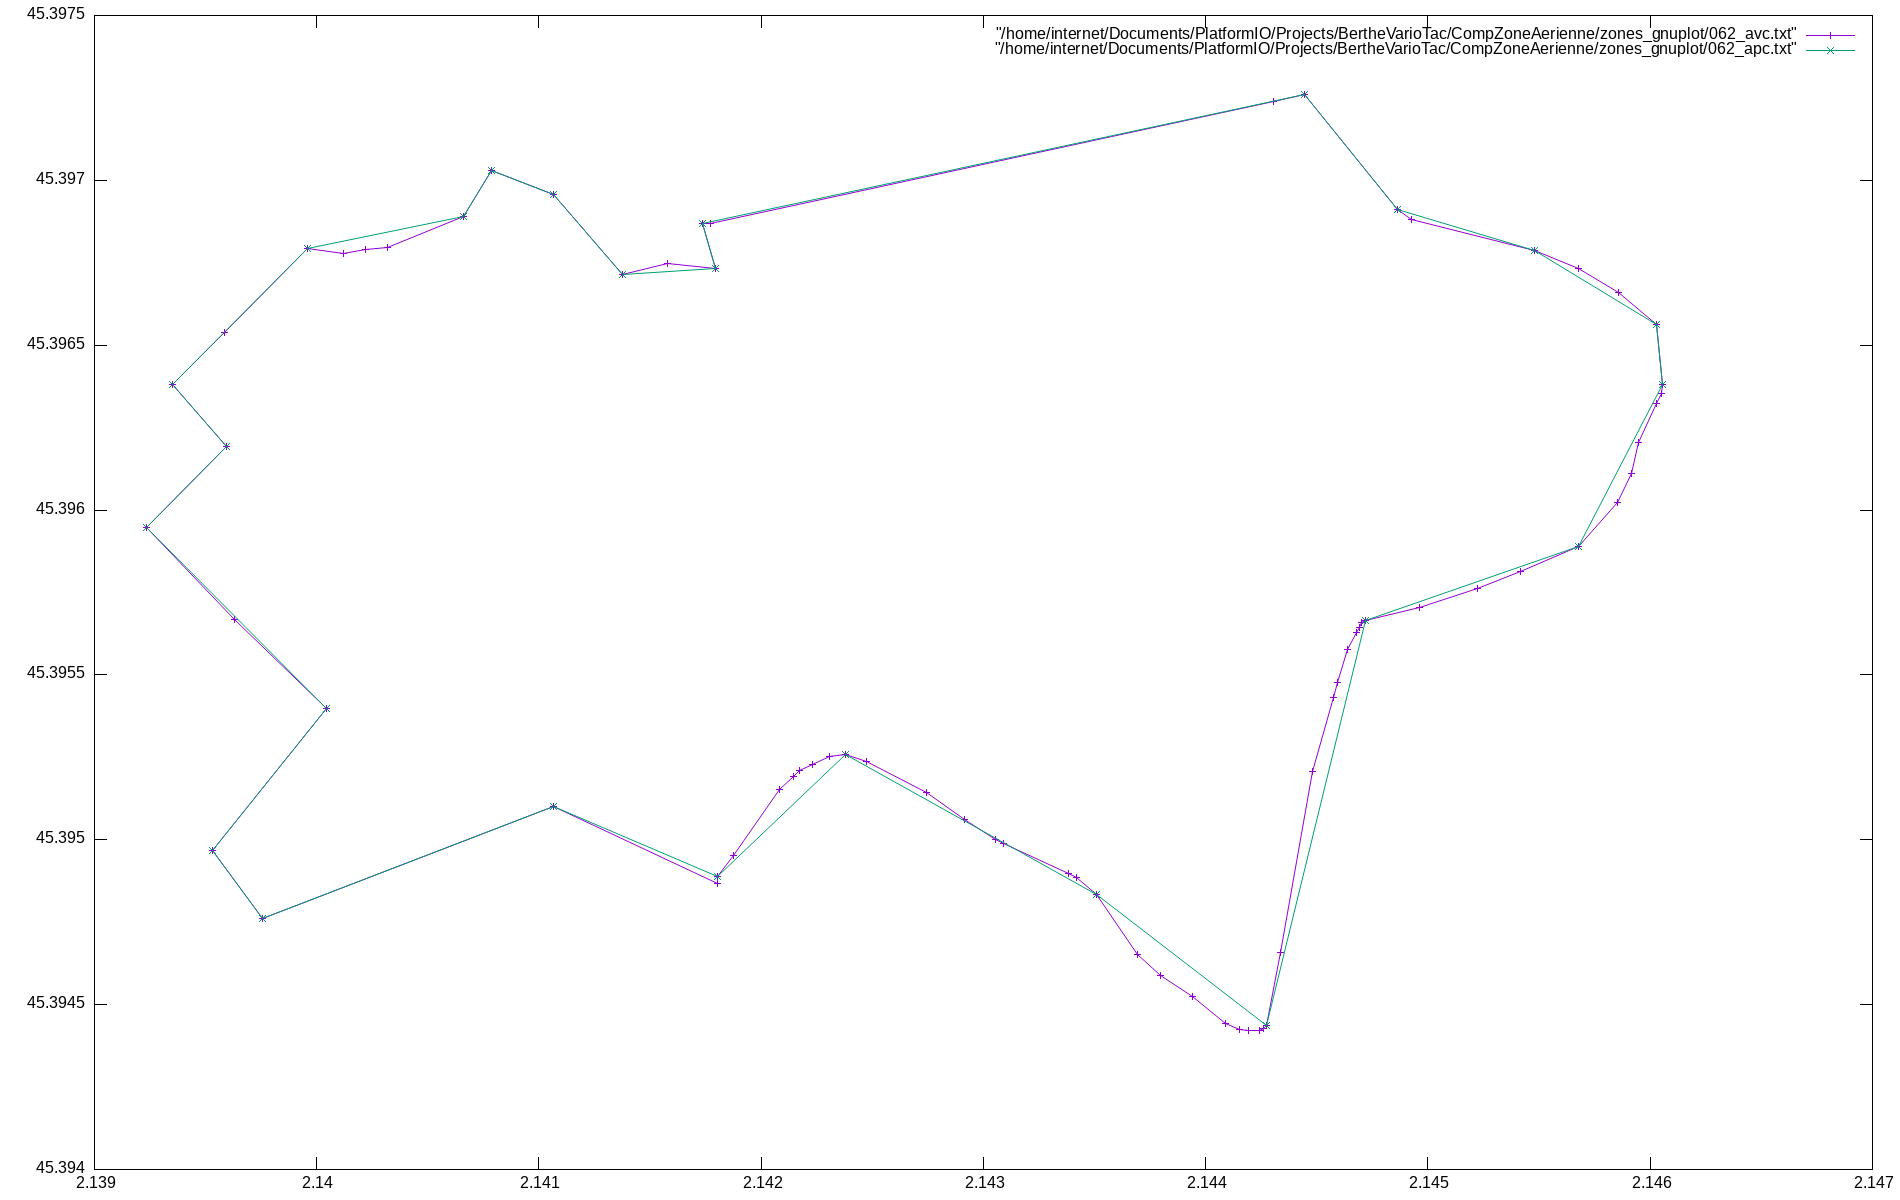 45.3975
"/home/internet/Documents/PlatformIO/Projects/BertheVarioTac/CompZoneAerienne/zones_gnuplot/062_avc.txt"
"/home/internet/Documents/PlatformIO/Projects/BertheVarioTac/CompZoneAerienne/zones_gnuplot/062_apc.txt"
45.397
45.3965
45.396
45.3955
45.395
45.3945
45.394
2.139 2.14 2.141 2.142 2.143 2.144 2.145 2.146 2.147